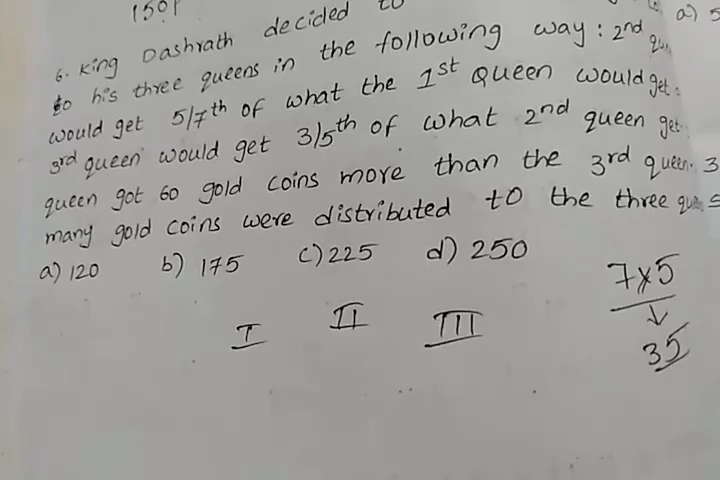 150
a) 5
6. King Dashrath decided to
to his three queens in the following way: 2nd
would get 5/7th of what the 1st Queen would get.
3rd queen would get 3/5th of what 2nd queen get.
queen got 60 gold coins more than the 3rd queen. 3
many gold coins were distributed to the three
a) 120 b) 175 c) 225 d) 250
7x5
I II III
35